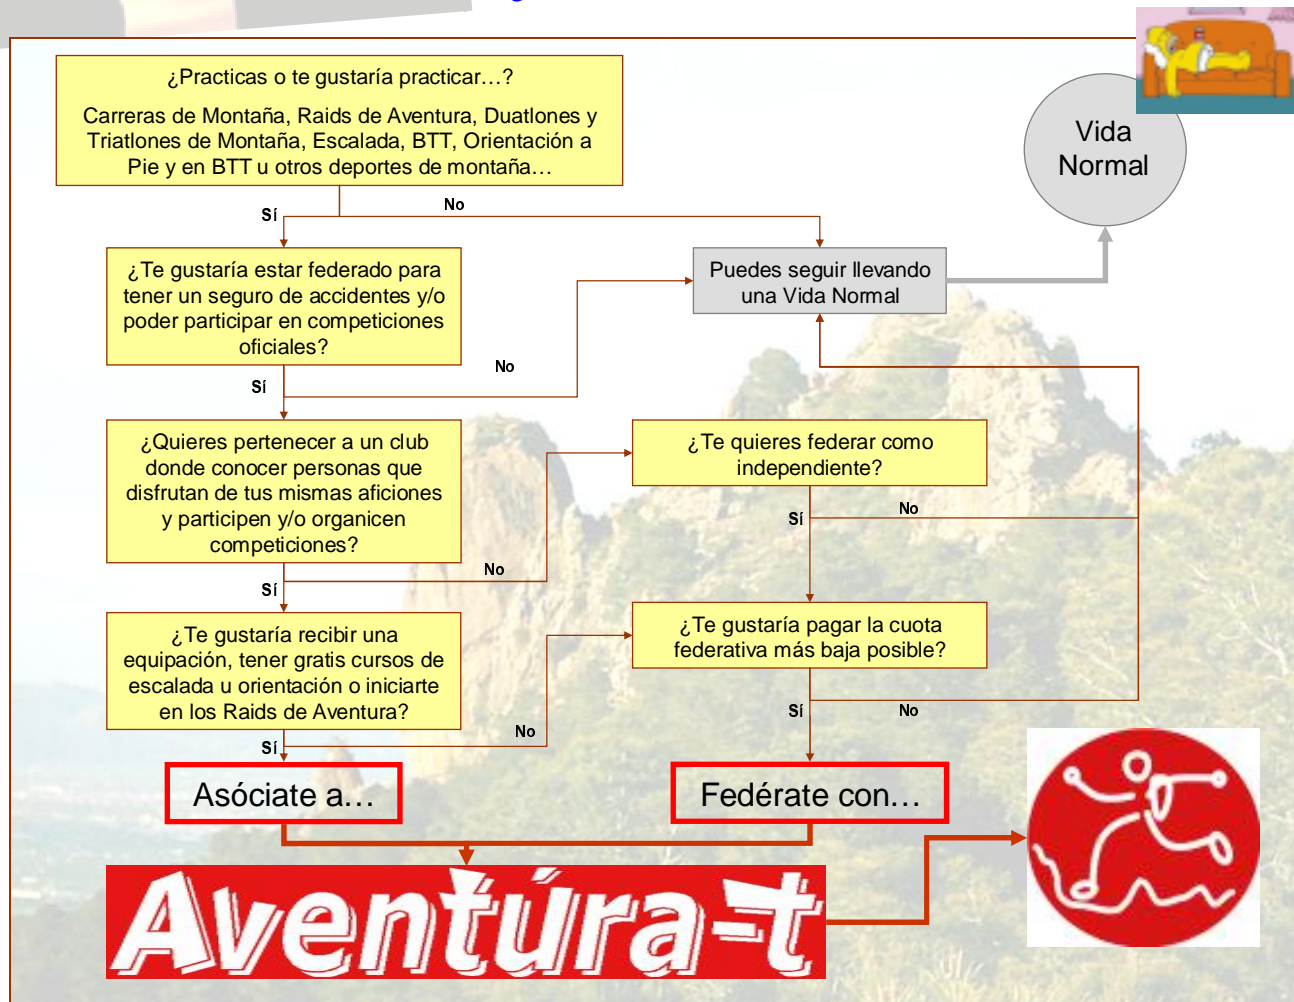 ¿Practicas o te gustaría practicar…?
Carreras de Montaña, Raids de Aventura, Duatlones y
Triatlones de Montaña, Escalada, BTT, Orientación a
Pie y en BTT u otros deportes de montaña…
Vida
Normal
Sí
No
¿Te gustaría estar federado para
tener un seguro de accidentes y/o
poder participar en competiciones
oficiales?
Puedes seguir llevando
una Vida Normal
Sí
No
¿Quieres pertenecer a un club
donde conocer personas que
disfrutan de tus mismas aficiones
y participen y/o organicen
competiciones?
¿Te quieres federar como
independiente?
Sí
No
Sí
No
¿Te gustaría recibir una
equipación, tener gratis cursos de
escalada u orientación o iniciarte
en los Raids de Aventura?
¿Te gustaría pagar la cuota
federativa más baja posible?
Sí
No
Sí
No
Asóciate a…
Fedérate con…
Aventúra-t